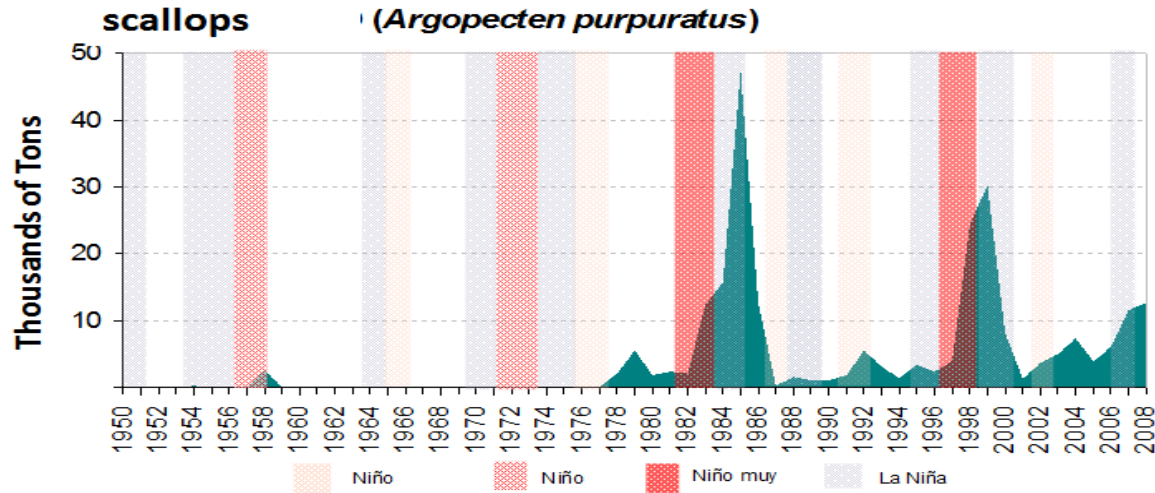 scallops (Argopecten purpuratus)
Thousands of Tons
50
40
30
20
10
1950 1952 1954 1956 1958 1960 1962 1964 1966 1968 1970 1972 1974 1976 1978 1980 1982 1984 1986 1988 1990 1992 1994 1996 1998 2000 2002 2004 2006 2008
Niño Niño Niño muy La Niña